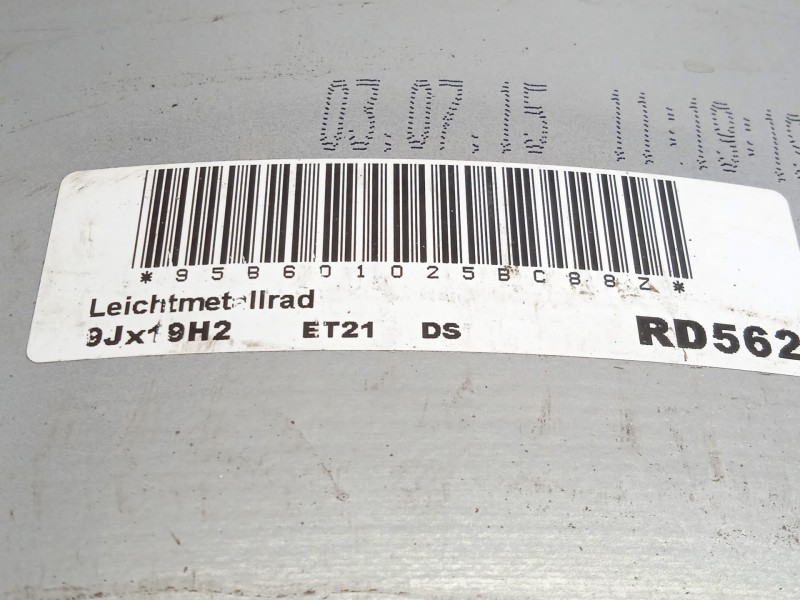 03.07.15
*95B601025BC88Z*
Leichtmetallrad
9Jx19H2 ET21 DS RD562